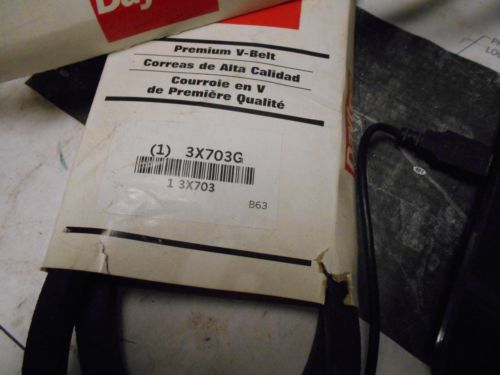 Premium V-Belt
Correas de Alta Calidad
Courroie en V
de Première Qualité
(1) 3X703G
1 3X703
B63